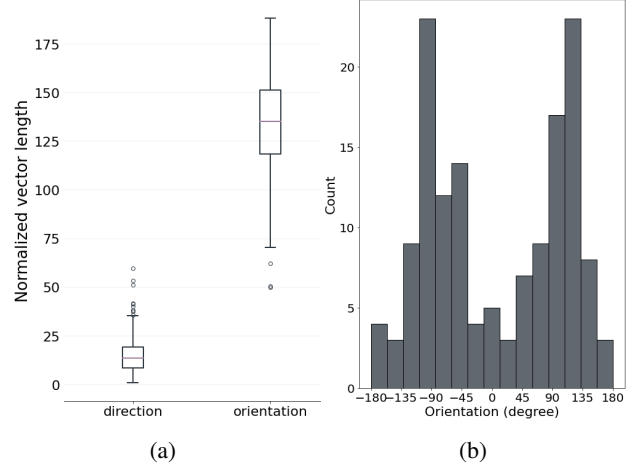 Normalized vector length
175
150
125
100
75
50
25
0
direction orientation
(a)
Count
20
15
10
5
0
−180 −135 −90 −45 0 45 90 135 180
Orientation (degree)
(b)